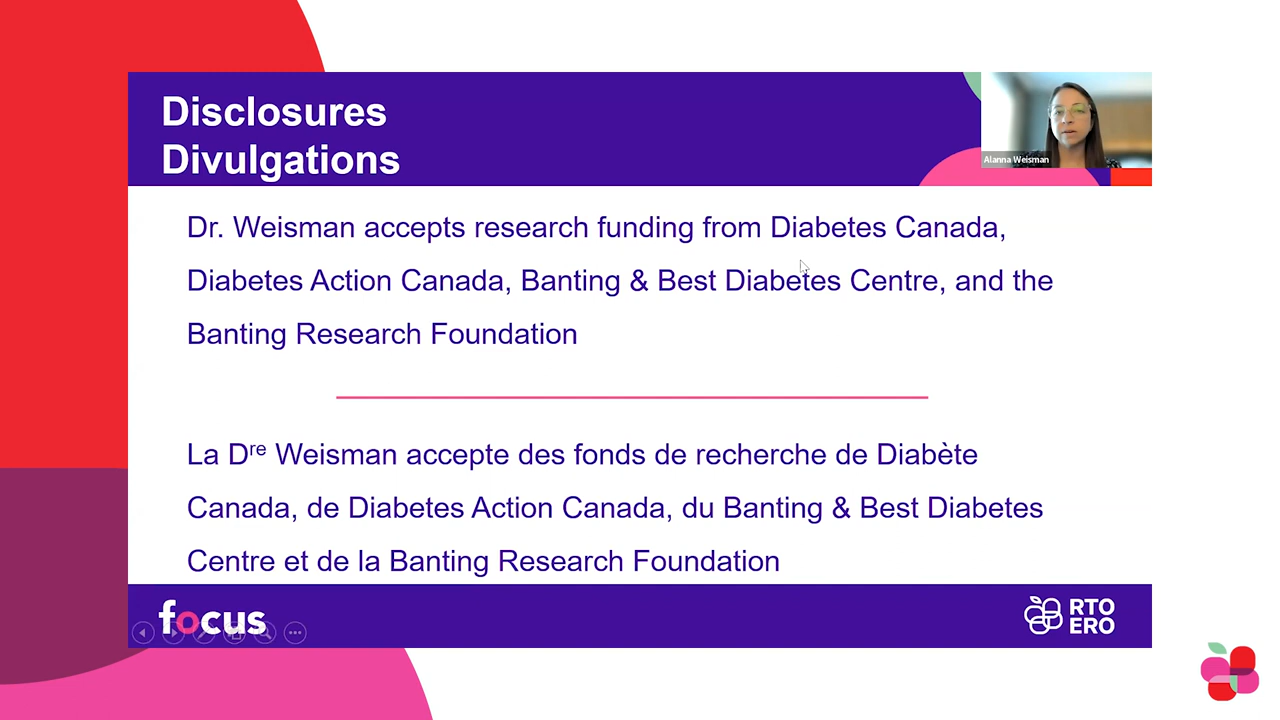 Disclosures
Divulgations
Alanna Weisman
Dr. Weisman accepts research funding from Diabetes Canada,
Diabetes Action Canada, Banting & Best Diabetes Centre, and the
Banting Research Foundation
La Dre Weisman accepte des fonds de recherche de Diabète
Canada, de Diabetes Action Canada, du Banting & Best Diabetes
Centre et de la Banting Research Foundation
focus
RTO
ERO